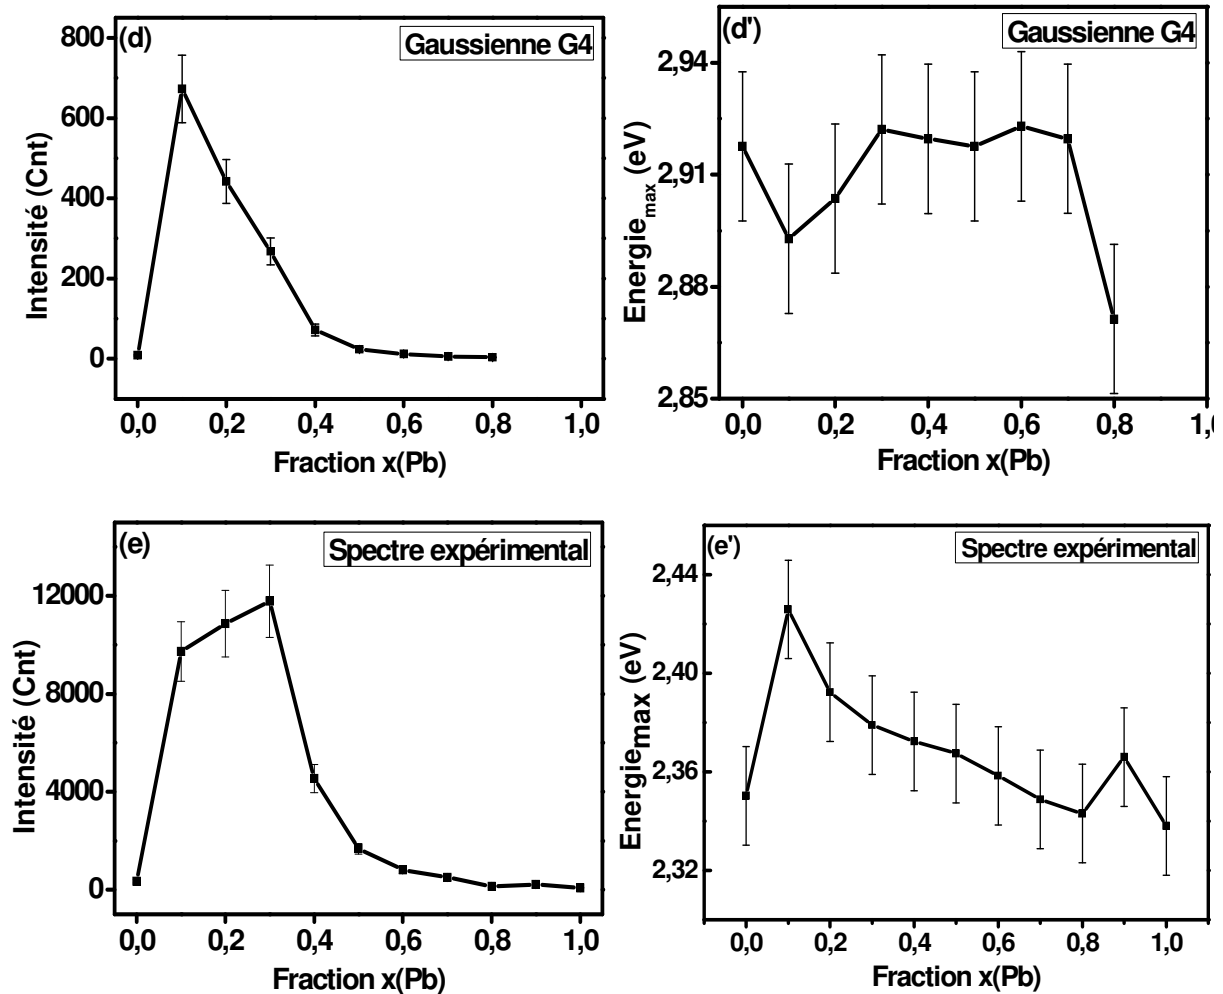 (d)
Gaussienne G4
800
600
400
200
0
Intensité (Cnt)
0,0 0,2 0,4 0,6 0,8 1,0
Fraction x(Pb)
(d')
Gaussienne G4
2,94
2,91
2,88
2,85
Energie max (eV)
0,0 0,2 0,4 0,6 0,8 1,0
Fraction x(Pb)
(e)
Spectre expérimental
12000
8000
4000
0
Intensité (Cnt)
0,0 0,2 0,4 0,6 0,8 1,0
Fraction x(Pb)
(e')
Spectre expérimental
2,44
2,40
2,36
2,32
Energie max (eV)
0,0 0,2 0,4 0,6 0,8 1,0
Fraction x(Pb)